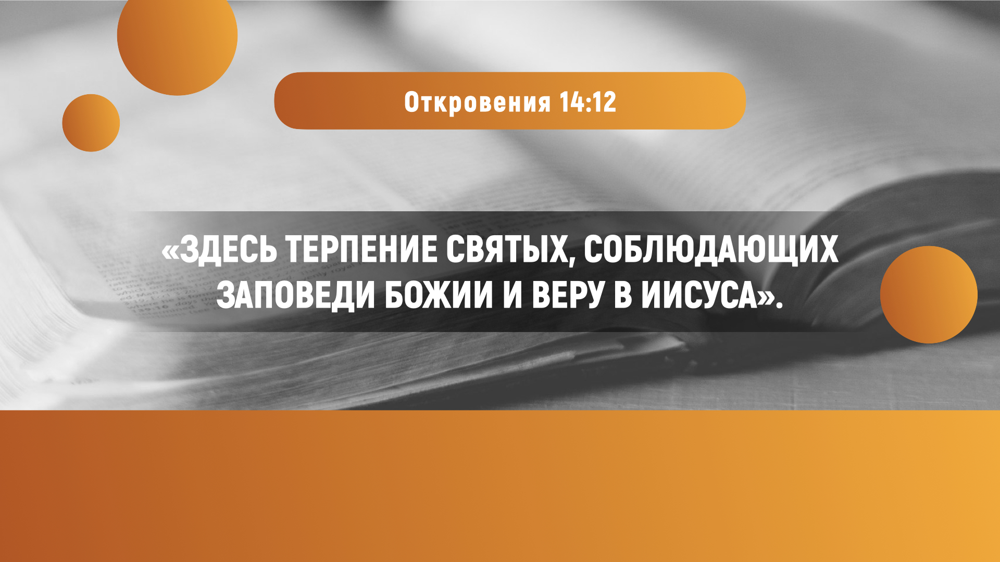 Откровения 14:12
«ЗДЕСЬ ТЕРПЕНИЕ СВЯТЫХ, СОБЛЮДАЮЩИХ
ЗАПОВЕДИ БОЖИИ И ВЕРУ В ИИСУСА».